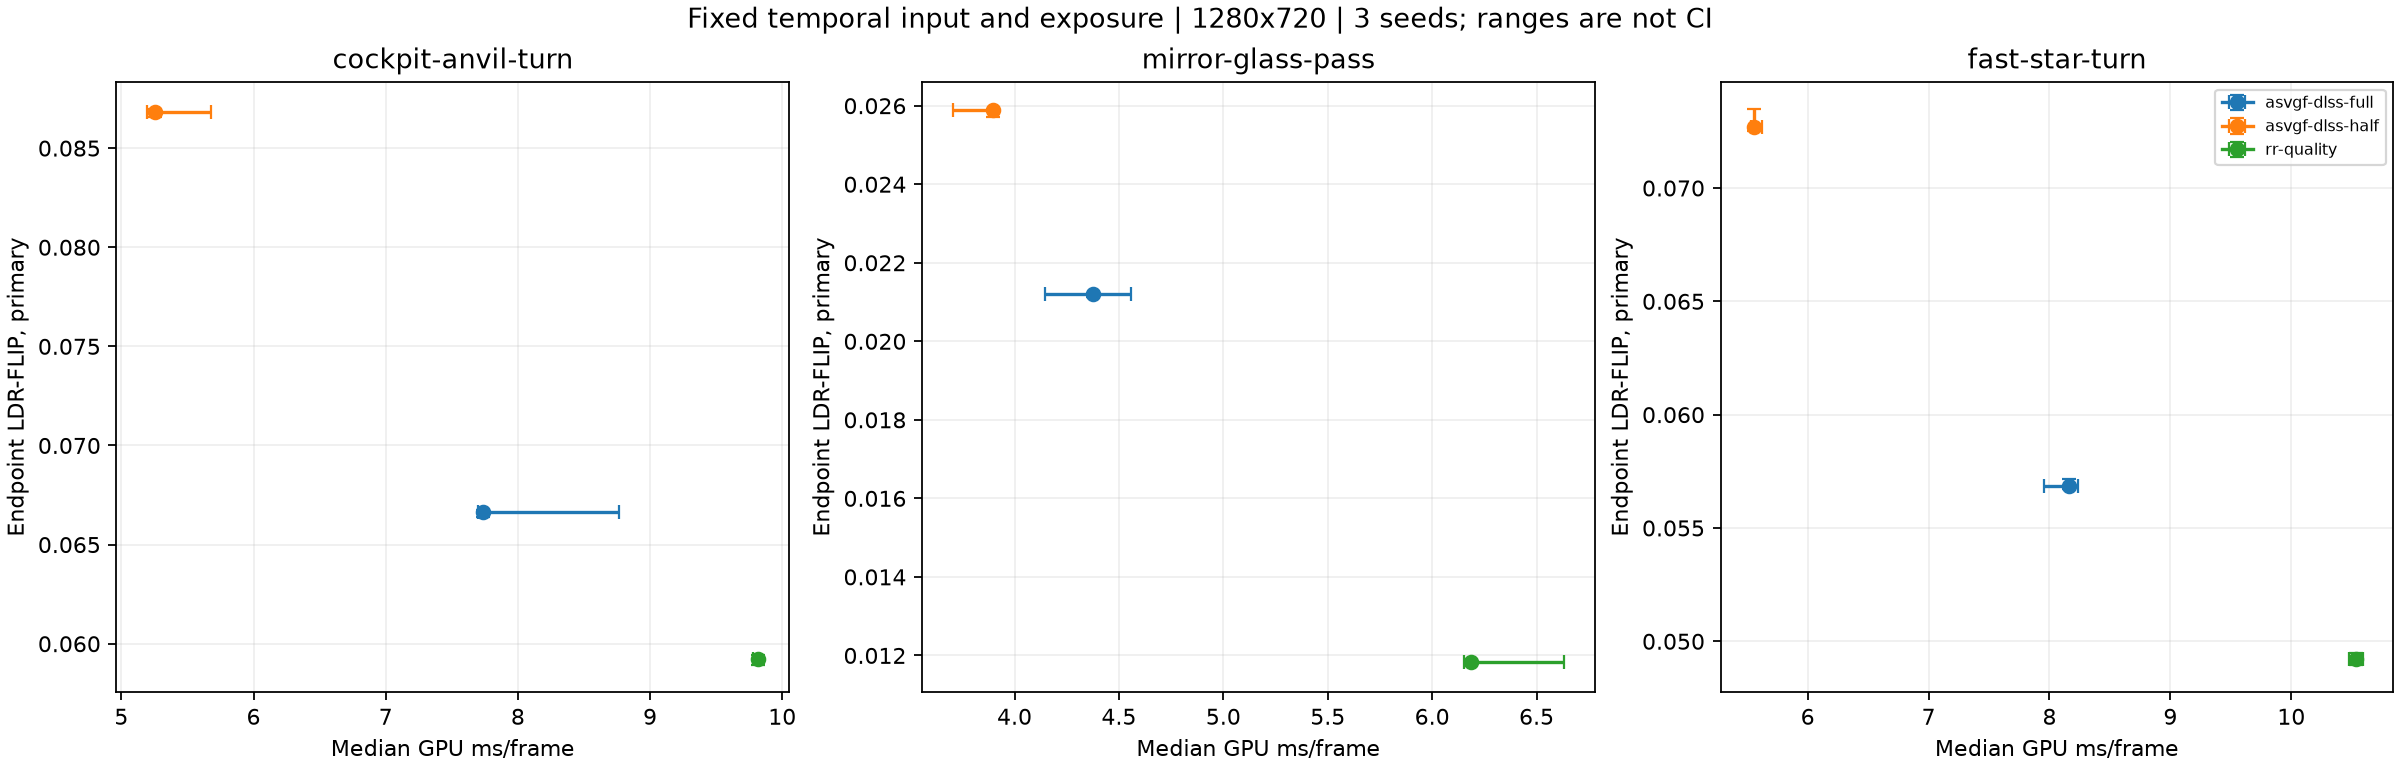 Fixed temporal input and exposure | 1280x720 | 3 seeds; ranges are not CI
cockpit-anvil-turn
Endpoint LDR-FLIP, primary
0.085
0.080
0.075
0.070
0.065
0.060
5 6 7 8 9 10
Median GPU ms/frame
mirror-glass-pass
Endpoint LDR-FLIP, primary
0.026
0.024
0.022
0.020
0.018
0.016
0.014
0.012
4.0 4.5 5.0 5.5 6.0 6.5
Median GPU ms/frame
fast-star-turn
asvgf-dlss-full
asvgf-dlss-half
rr-quality
Endpoint LDR-FLIP, primary
0.070
0.065
0.060
0.055
0.050
6 7 8 9 10
Median GPU ms/frame